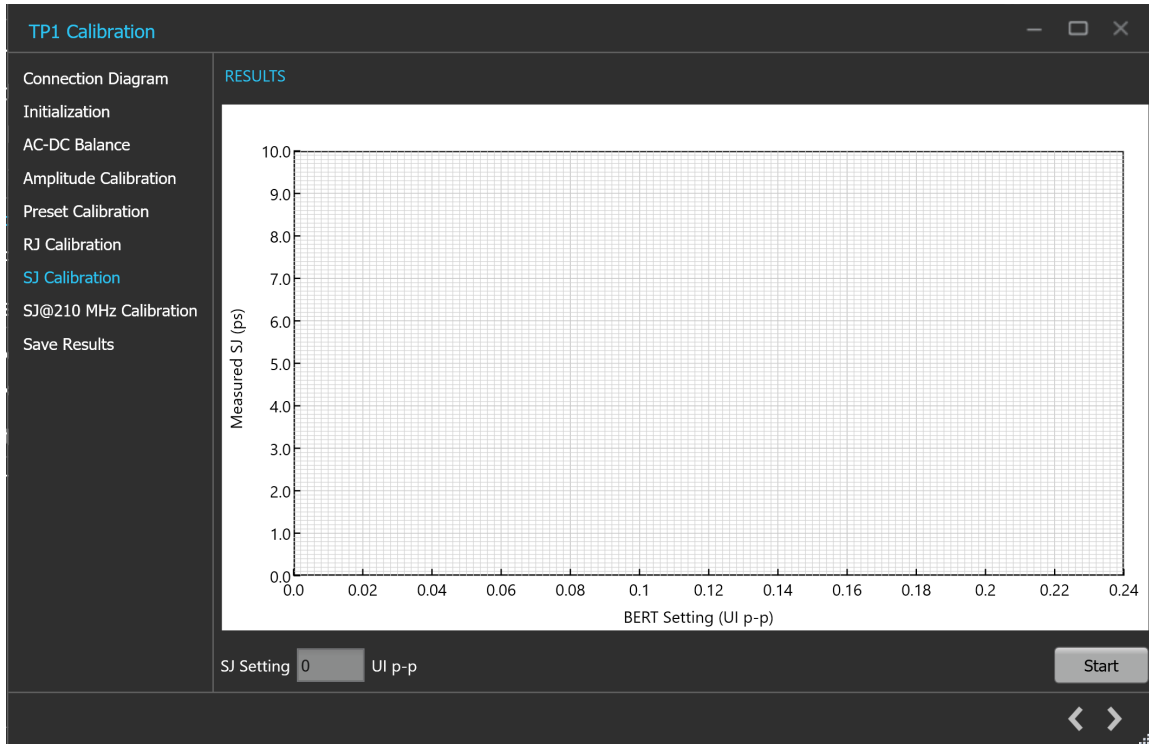 TP1 Calibration
Connection Diagram
Initialization
AC-DC Balance
Amplitude Calibration
Preset Calibration
RJ Calibration
SJ Calibration
SJ@210 MHz Calibration
Save Results
RESULTS
Measured SJ (ps)
10.0
9.0
8.0
7.0
6.0
5.0
4.0
3.0
2.0
1.0
0.0
0.0 0.02 0.04 0.06 0.08 0.1 0.12 0.14 0.16 0.18 0.2 0.22 0.24
BERT Setting (UI p-p)
SJ Setting 0 UI p-p
Start